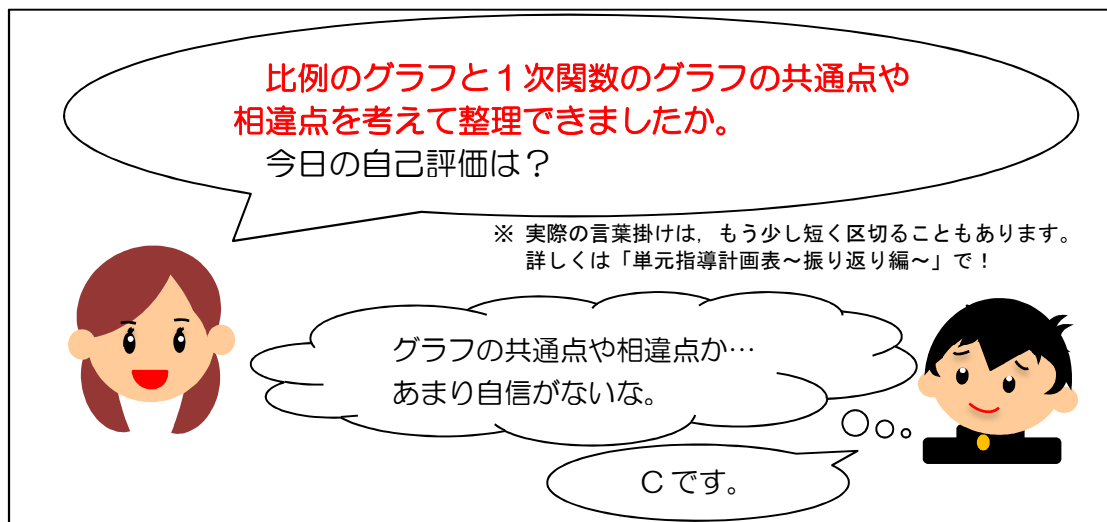 比例のグラフと１次関数のグラフの共通点や
相違点を考えて整理できましたか。
今日の自己評価は？
※ 実際の言葉掛けは，もう少し短く区切ることもあります。
詳しくは「単元指導計画表～振り返り編～」で！
グラフの共通点や相違点か…
あまり自信がないな。
Ｃです。